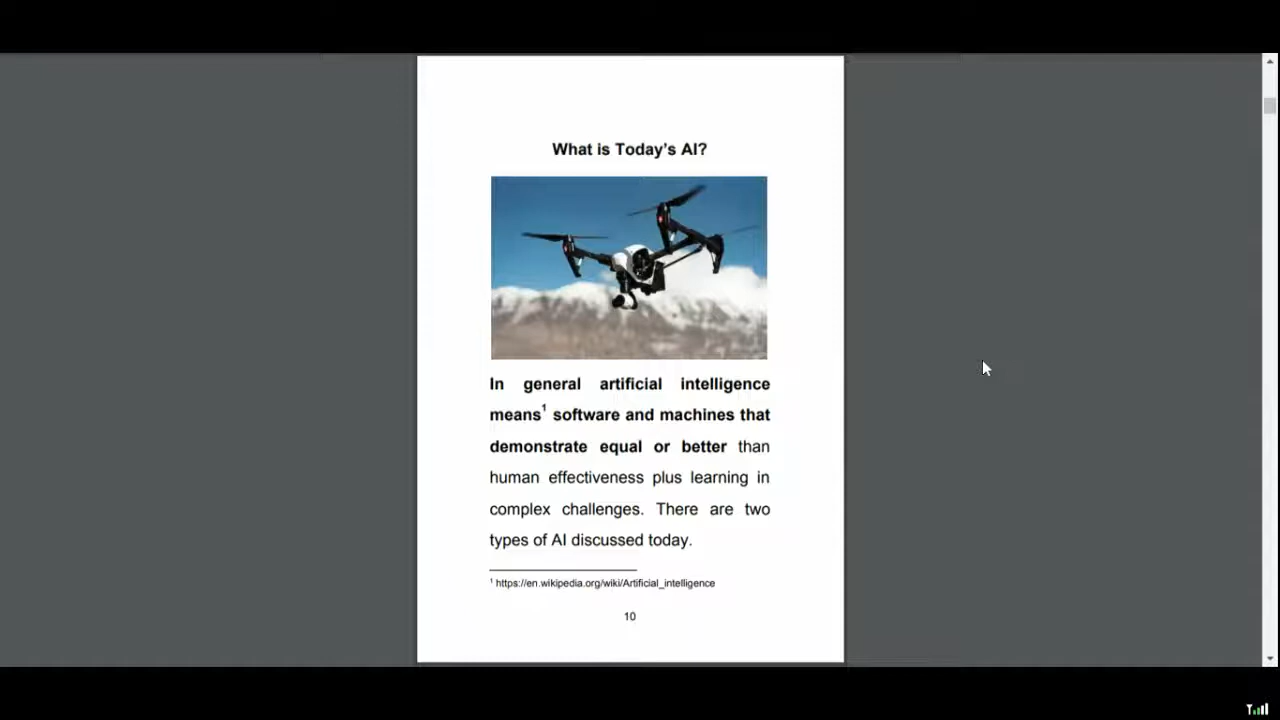 What is Today's AI?
In general artificial intelligence
means¹ software and machines that
demonstrate equal or better than
human effectiveness plus learning in
complex challenges. There are two
types of AI discussed today.
¹ https://en.wikipedia.org/wiki/Artificial_intelligence
10